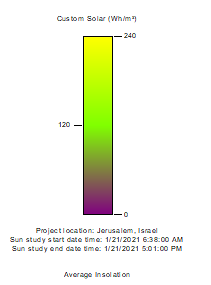 Custom Solar (Wh/m²)
240
120
0
Project location: Jerusalem, Israel
Sun study start date time: 1/21/2021 6:38:00 AM
Sun study end date time: 1/21/2021 5:01:00 PM
Average Insolation